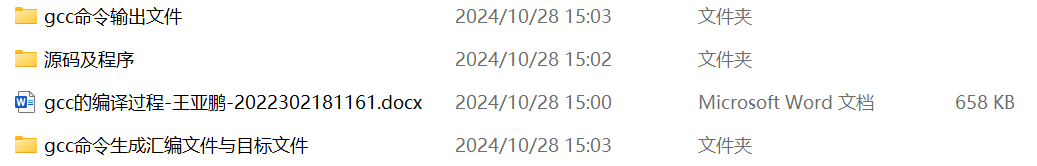 gcc命令输出文件 2024/10/28 15:03 文件夹
源码及程序 2024/10/28 15:02 文件夹
gcc的编译过程-王亚鹏-2022302181161.docx 2024/10/28 15:00 Microsoft Word 文档 658 KB
gcc命令生成汇编文件与目标文件 2024/10/28 15:03 文件夹